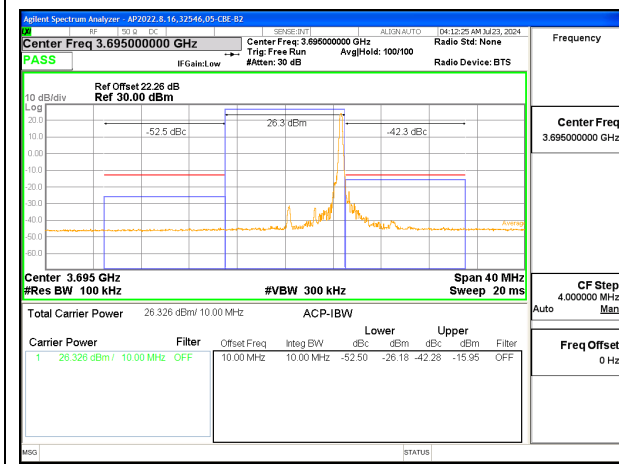 Agilent Spectrum Analyzer - AP2022.8.16,32546,05-CBE-B2
RF 50 Ω DC SENSE:INT ALIGN AUTO 04:12:25 AM Jul 23, 2024
Center Freq 3.695000000 GHz Center Freq: 3.695000000 GHz Radio Std: None
Trig: Free Run Avg|Hold: 100/100
PASS IFGain:Low #Atten: 30 dB Radio Device: BTS
Frequency
Ref Offset 22.26 dB
10 dB/div Ref 30.00 dBm
Log
20.0
10.0
0.00
-10.0
-20.0
-30.0
-40.0
-50.0
-60.0
-52.5 dBc 26.3 dBm -42.3 dBc
Average
Center Freq
3.695000000 GHz
Center 3.695 GHz Span 40 MHz
#Res BW 100 kHz #VBW 300 kHz Sweep 20 ms
CF Step
4.000000 MHz
Auto Man
Total Carrier Power 26.326 dBm/ 10.00 MHz ACP-IBW
Lower Upper
Carrier Power Filter Offset Freq Integ BW dBc dBm dBc dBm Filter
1 26.326 dBm / 10.00 MHz OFF 10.00 MHz 10.00 MHz -52.50 -26.18 -42.28 -15.95 OFF
Freq Offset
0 Hz
MSG STATUS